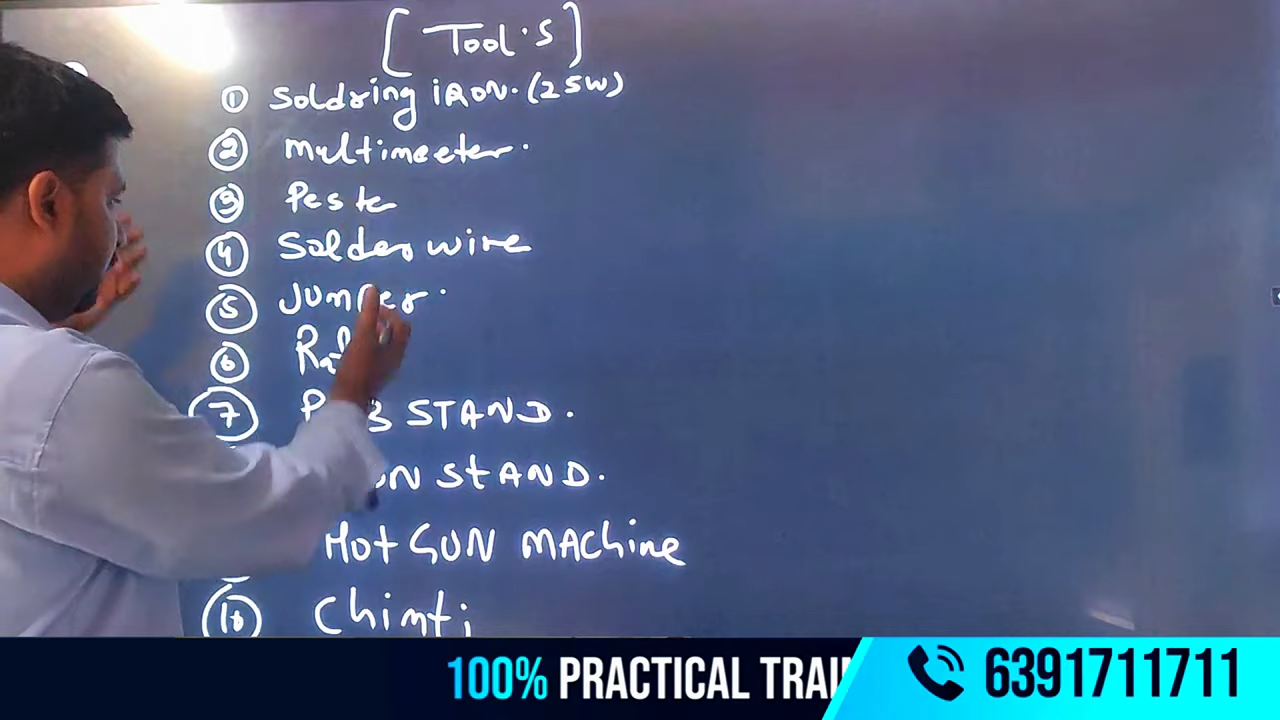 [ Tool's ]
① Soldring iRON. (25W)
② Multimeeter.
③ Peste
④ Solder wire
⑤ Jumper.
⑥
⑦ STAND.
STAND.
Hot GUN MAChine
⑩ Chimti
100% PRACTICAL
6391711711